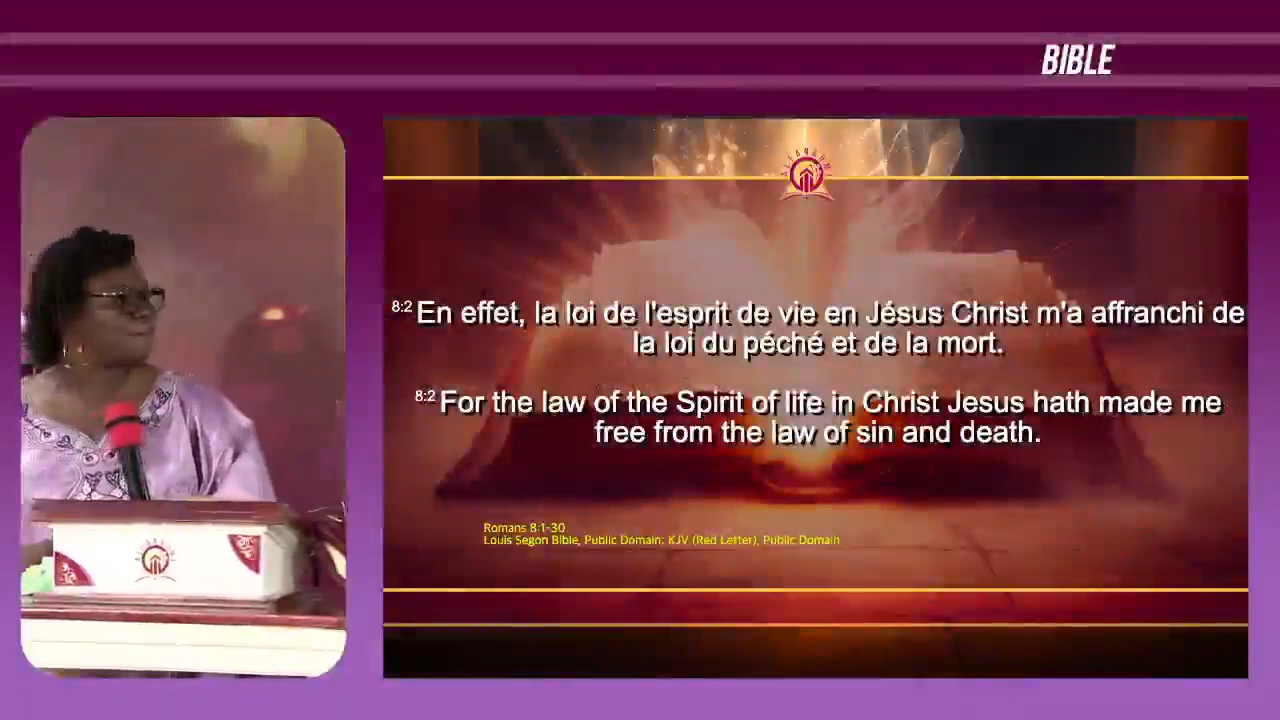 BIBLE
8:2 En effet, la loi de l'esprit de vie en Jésus Christ m'a affranchi de
la loi du péché et de la mort.
8:2 For the law of the Spirit of life in Christ Jesus hath made me
free from the law of sin and death.
Romans 8:1-30
Louis Segon Bible, Public Domain; KJV (Red Letter), Public Domain